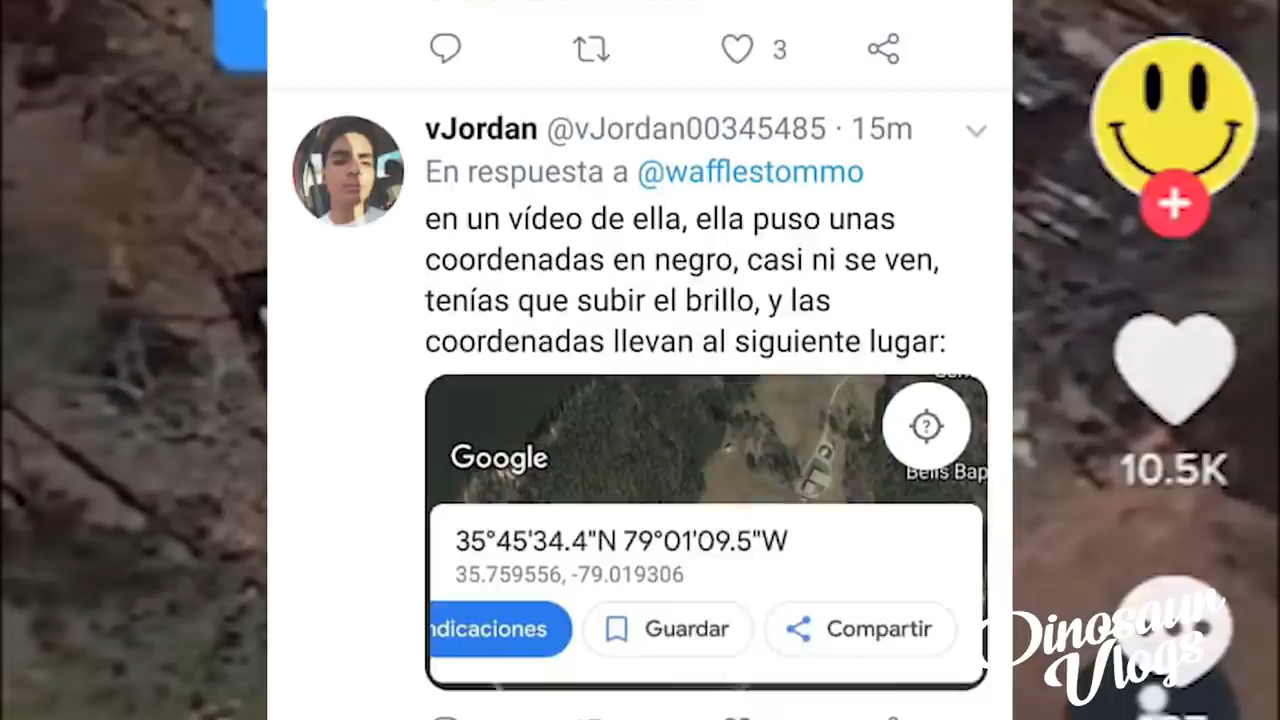 3
vJordan @vJordan00345485 · 15m
En respuesta a @wafflestommo
en un vídeo de ella, ella puso unas
coordenadas en negro, casi ni se ven,
tenías que subir el brillo, y las
coordenadas llevan al siguiente lugar:
Google
Bells Bap
35°45'34.4"N 79°01'09.5"W
35.759556, -79.019306
ndicaciones
Guardar
Compartir
10.5K
Dinosaur
Vlogs